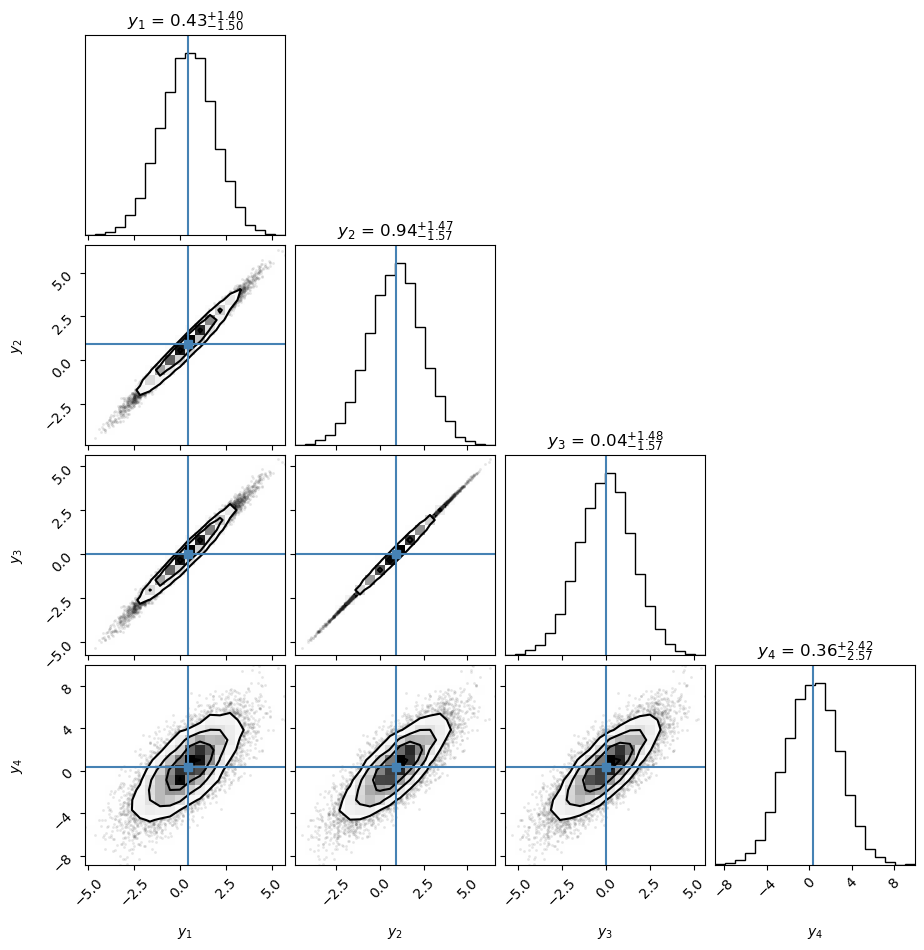 y₁ = 0.43+1.40−1.50
y₂ = 0.94+1.47−1.57
5.0
2.5
0.0
−2.5
y₂
y₃ = 0.04+1.48−1.57
5.0
2.5
0.0
−2.5
−5.0
y₃
y₄ = 0.36+2.42−2.57
8
4
0
−4
−8
y₄
−5.0 −2.5 0.0 2.5 5.0 −2.5 0.0 2.5 5.0 −5.0 −2.5 0.0 2.5 5.0 −8 −4 0 4 8
y₁ y₂ y₃ y₄